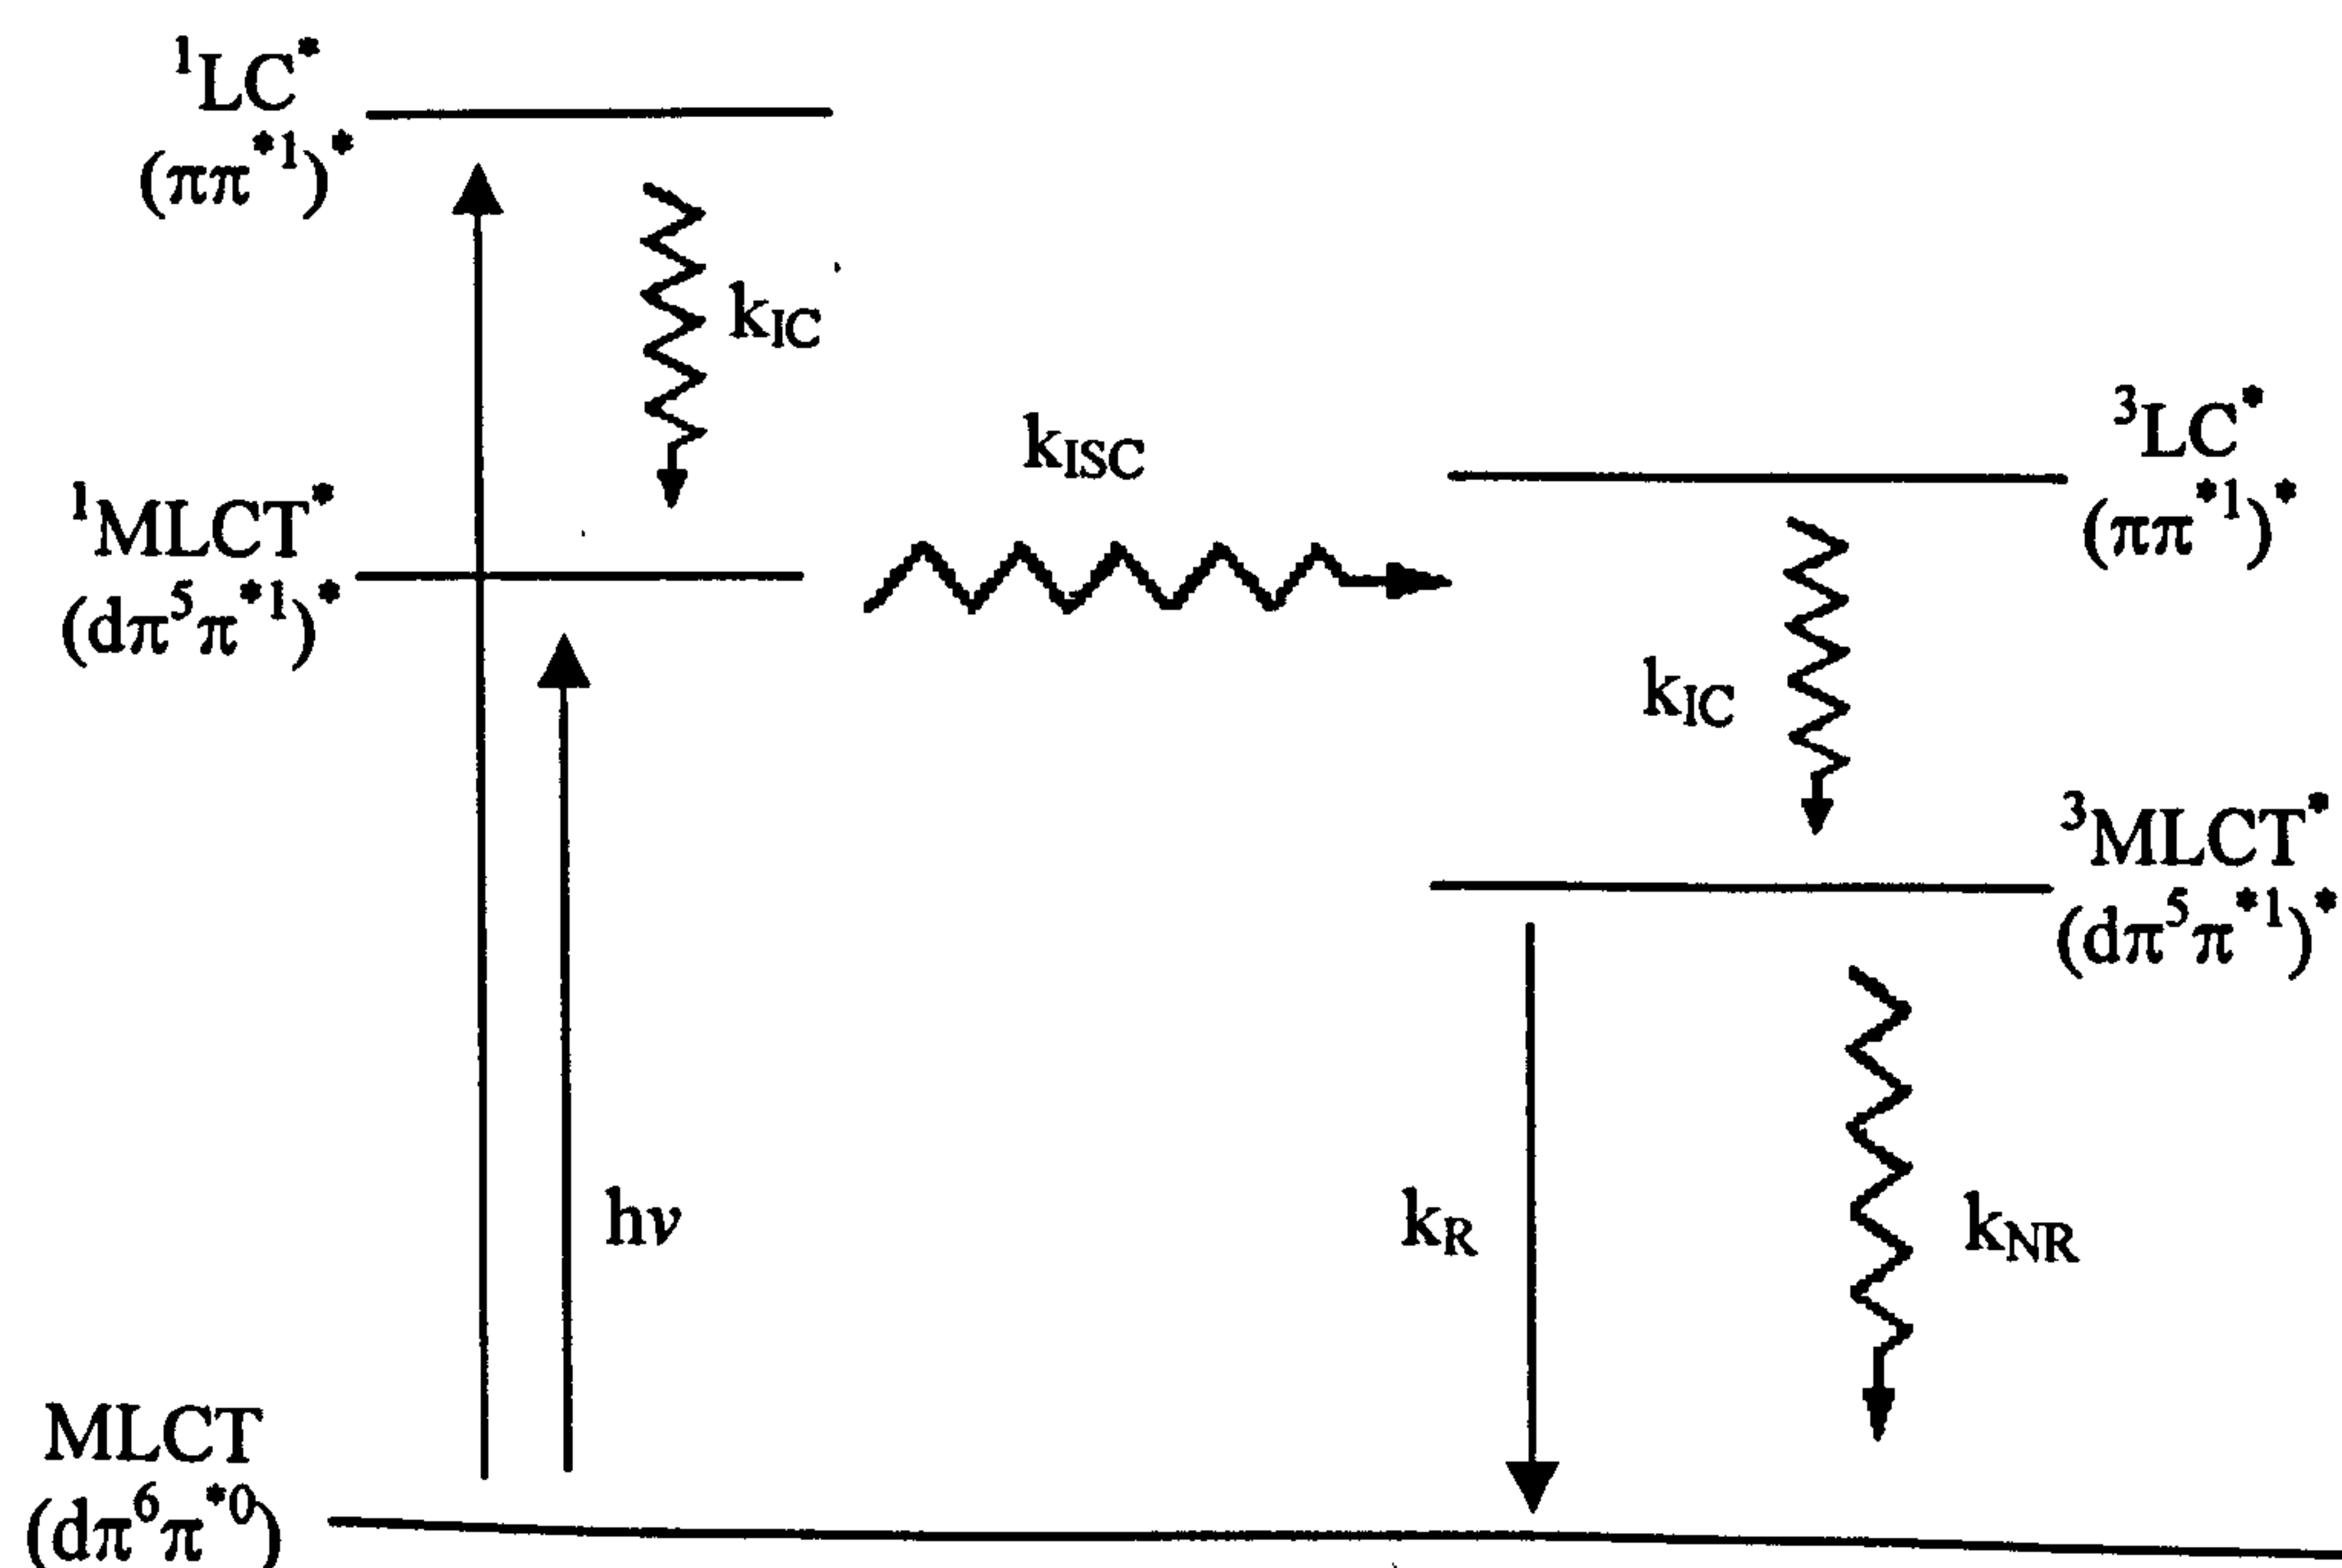 ¹LC*
(ππ*¹)*
k_IC
k_ISC
³LC*
(ππ*¹)*
¹MLCT*
(dπ⁵π*¹)*
k_IC
³MLCT*
(dπ⁵π*¹)*
hν
k_R
k_NR
MLCT
(dπ⁶π*⁰)